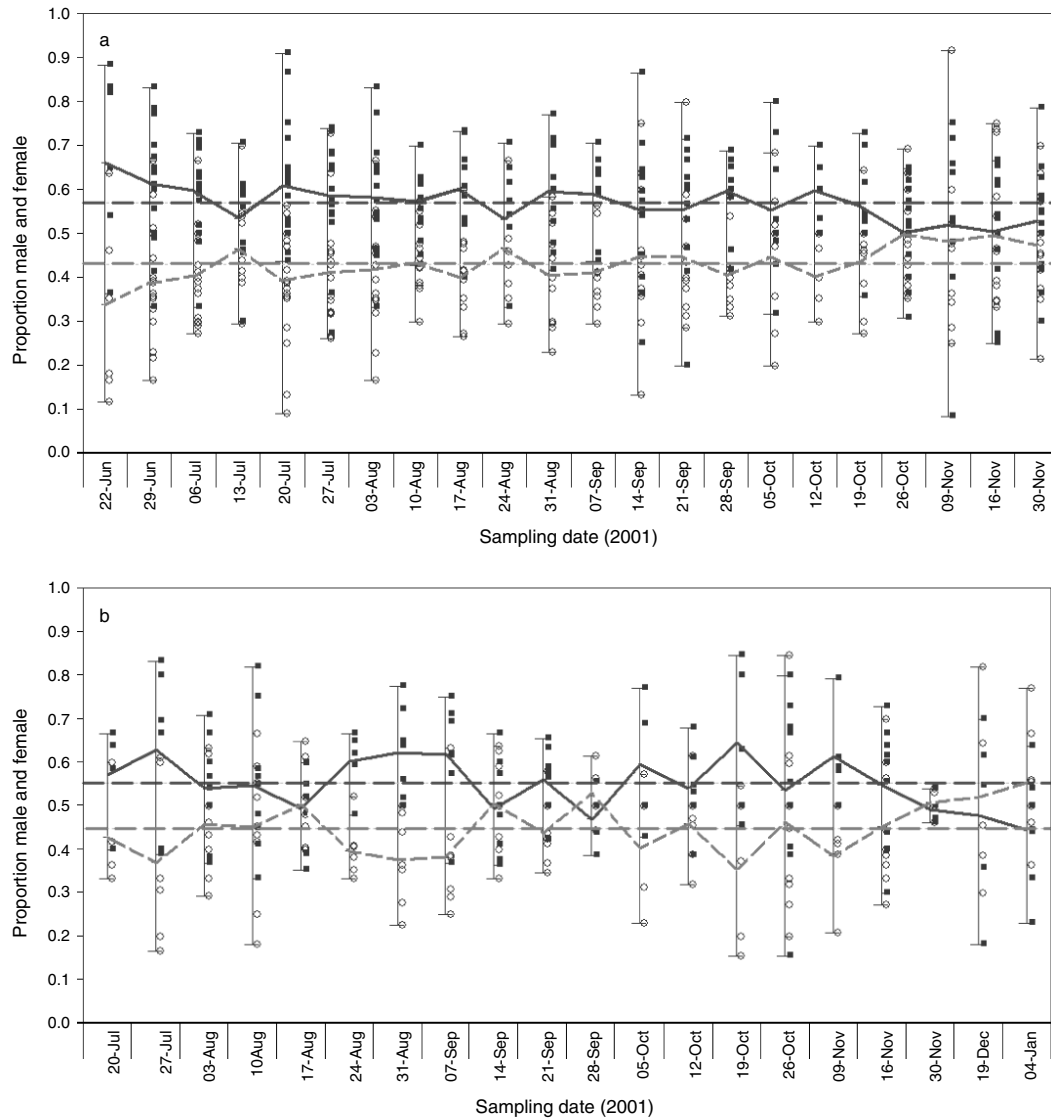 a
Proportion male and female
1.0
0.9
0.8
0.7
0.6
0.5
0.4
0.3
0.2
0.1
0.0
22-Jun
29-Jun
06-Jul
13-Jul
20-Jul
27-Jul
03-Aug
10-Aug
17-Aug
24-Aug
31-Aug
07-Sep
14-Sep
21-Sep
28-Sep
05-Oct
12-Oct
19-Oct
26-Oct
09-Nov
16-Nov
30-Nov
Sampling date (2001)
b
Proportion male and female
1.0
0.9
0.8
0.7
0.6
0.5
0.4
0.3
0.2
0.1
0.0
20-Jul
27-Jul
03-Aug
10Aug
17-Aug
24-Aug
31-Aug
07-Sep
14-Sep
21-Sep
28-Sep
05-Oct
12-Oct
19-Oct
26-Oct
09-Nov
16-Nov
30-Nov
19-Dec
04-Jan
Sampling date (2001)